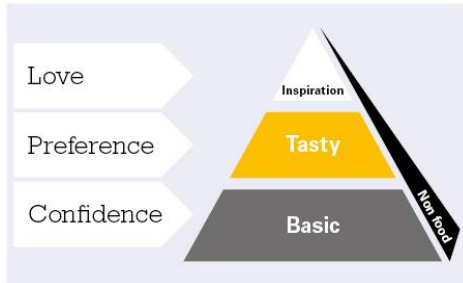 Love
Inspiration
Preference
Tasty
Confidence
Basic
Non food